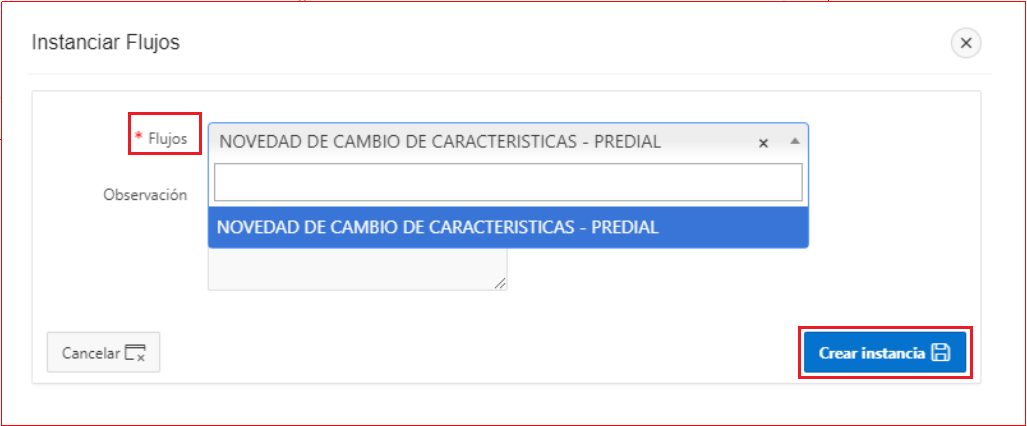 Instanciar Flujos
* Flujos
NOVEDAD DE CAMBIO DE CARACTERISTICAS - PREDIAL
Observación
NOVEDAD DE CAMBIO DE CARACTERISTICAS - PREDIAL
Cancelar
Crear instancia